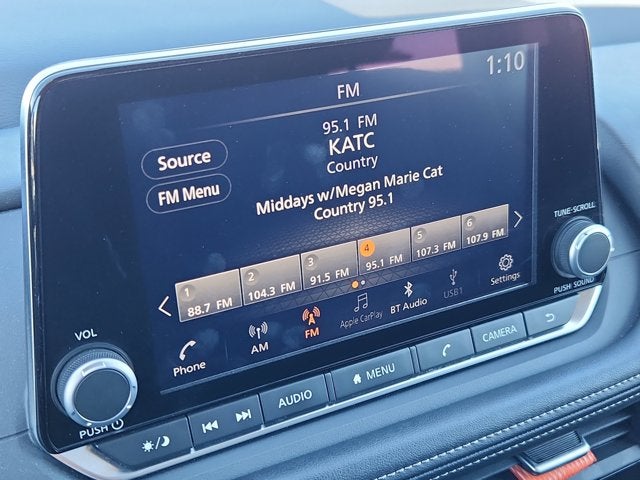 1:10
FM
95.1 FM
KATC
Country
Source
FM Menu
Middays w/Megan Marie Cat
Country 95.1
1 2 3 4 5 6
88.7 FM 104.3 FM 91.5 FM 95.1 FM 107.3 FM 107.9 FM
Phone AM FM Apple CarPlay BT Audio USB1 Settings
TUNE·SCROLL
PUSH SOUND
VOL
PUSH
AUDIO MENU CAMERA